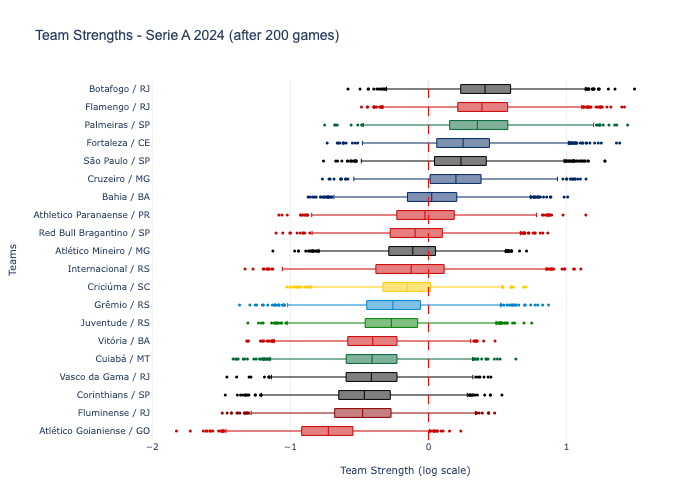 Team Strengths - Serie A 2024 (after 200 games)
Botafogo / RJ
Flamengo / RJ
Palmeiras / SP
Fortaleza / CE
São Paulo / SP
Cruzeiro / MG
Bahia / BA
Athletico Paranaense / PR
Red Bull Bragantino / SP
Atlético Mineiro / MG
Internacional / RS
Criciúma / SC
Grêmio / RS
Juventude / RS
Vitória / BA
Cuiabá / MT
Vasco da Gama / RJ
Corinthians / SP
Fluminense / RJ
Atlético Goianiense / GO
Teams
−2 −1 0 1
Team Strength (log scale)